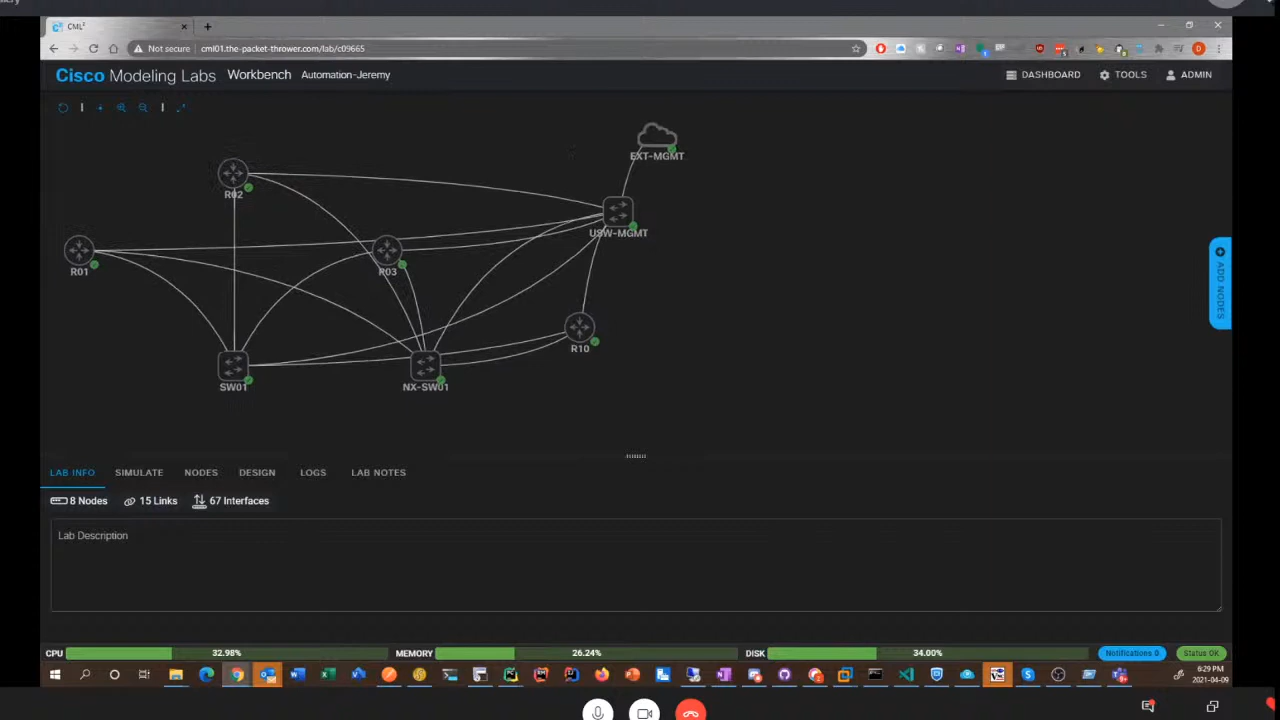 CML²
Not secure
cml01.the-packet-thrower.com/lab/c09665
Cisco Modeling Labs
Workbench
Automation-Jeremy
DASHBOARD
TOOLS
ADMIN
EXT-MGMT
R02
USW-MGMT
R01
R03
R10
SW01
NX-SW01
ADD NODES
LAB INFO
SIMULATE
NODES
DESIGN
LOGS
LAB NOTES
8 Nodes
15 Links
67 Interfaces
Lab Description
CPU
32.98%
MEMORY
26.24%
DISK
34.00%
Notifications 0
Status OK
6:29 PM
2021-04-09